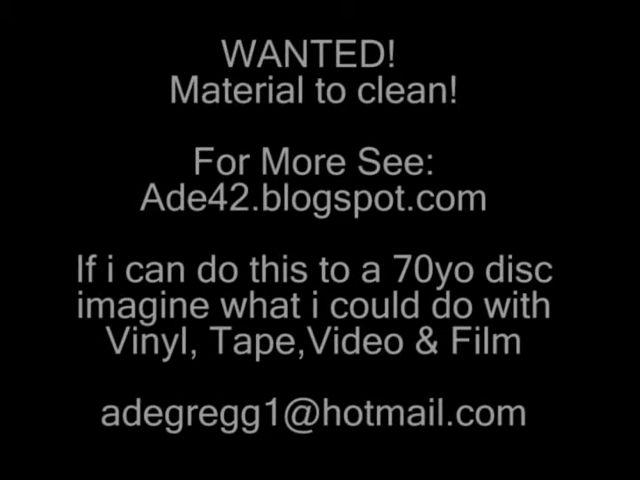 WANTED!
Material to clean!
For More See:
Ade42.blogspot.com
If i can do this to a 70yo disc
imagine what i could do with
Vinyl, Tape,Video & Film
adegregg1@hotmail.com